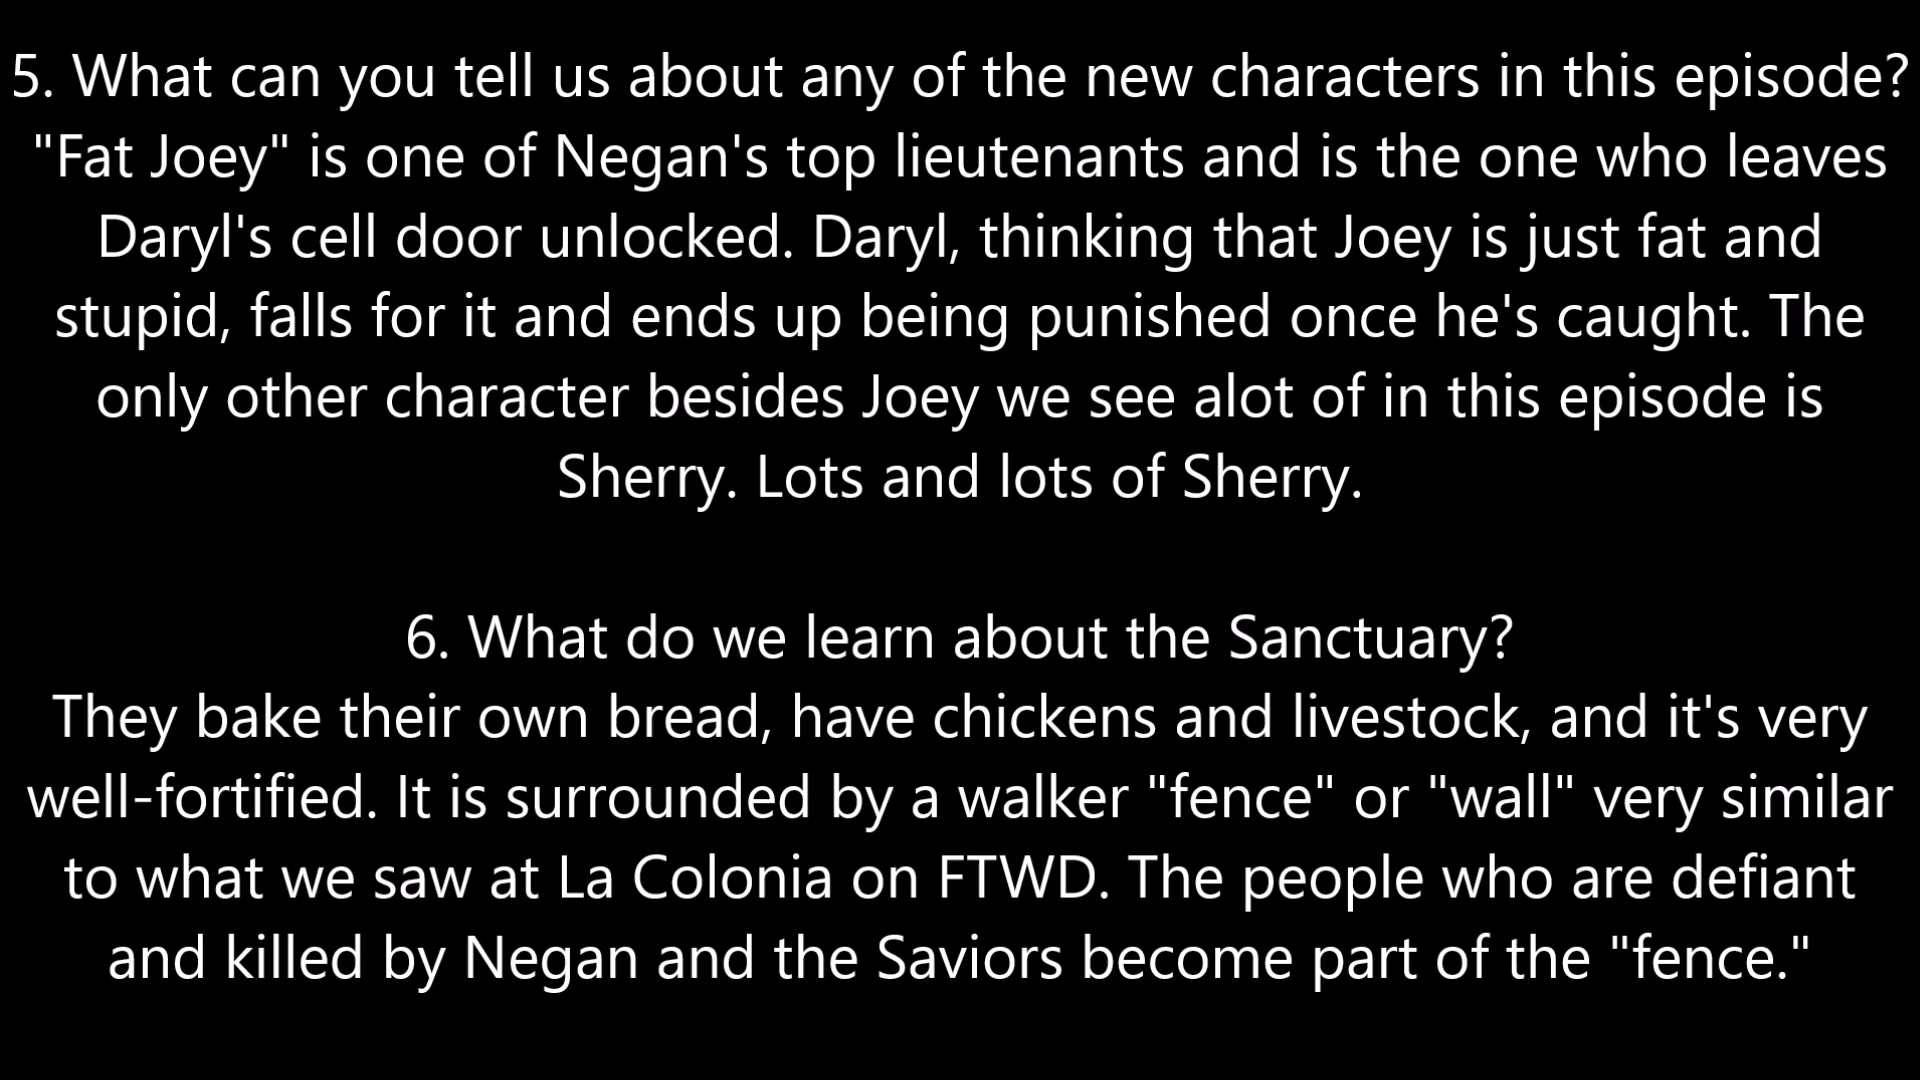 5. What can you tell us about any of the new characters in this episode?
"Fat Joey" is one of Negan's top lieutenants and is the one who leaves
Daryl's cell door unlocked. Daryl, thinking that Joey is just fat and
stupid, falls for it and ends up being punished once he's caught. The
only other character besides Joey we see alot of in this episode is
Sherry. Lots and lots of Sherry.
6. What do we learn about the Sanctuary?
They bake their own bread, have chickens and livestock, and it's very
well-fortified. It is surrounded by a walker "fence" or "wall" very similar
to what we saw at La Colonia on FTWD. The people who are defiant
and killed by Negan and the Saviors become part of the "fence."